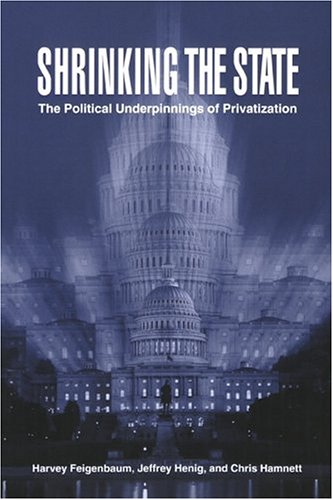 SHRINKING THE STATE
The Political Underpinnings of Privatization
Harvey Feigenbaum, Jeffrey Henig, and Chris Hamnett